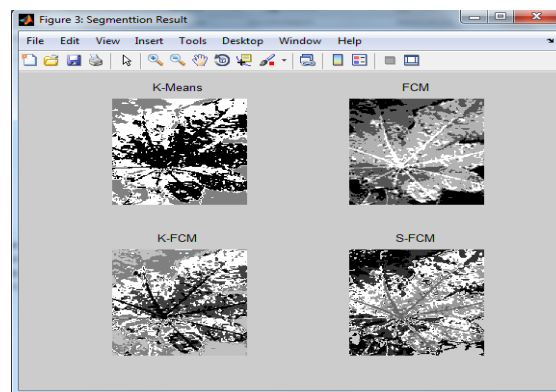 Figure 3: Segmenttion Result
File Edit View Insert Tools Desktop Window Help
K-Means
FCM
K-FCM
S-FCM